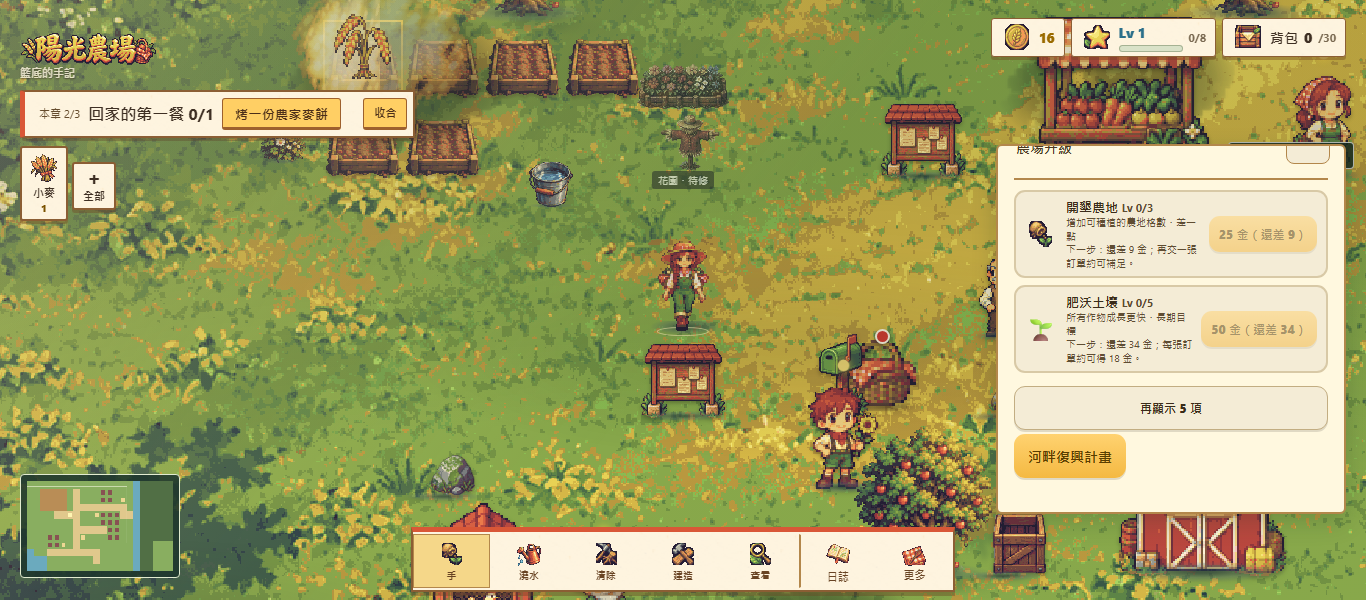 陽光農場
籃底的手記
本章 2/3 回家的第一餐 0/1 烤一份農家麥餅 收合
小麥
1
+
全部
16
Lv 1 0/8
背包 0 /30
花圃・待修
農場升級
開墾農地 Lv 0/3
增加可種植的農地格數・差一
點
下一步：還差 9 金；再交一張
訂單約可補足。
25 金（還差 9）
肥沃土壤 Lv 0/5
所有作物成長更快・長期目
標
下一步：還差 34 金；每張訂
單約可得 18 金。
50 金（還差 34）
再顯示 5 項
河畔復興計畫
手
澆水
清除
建造
查看
日誌
更多